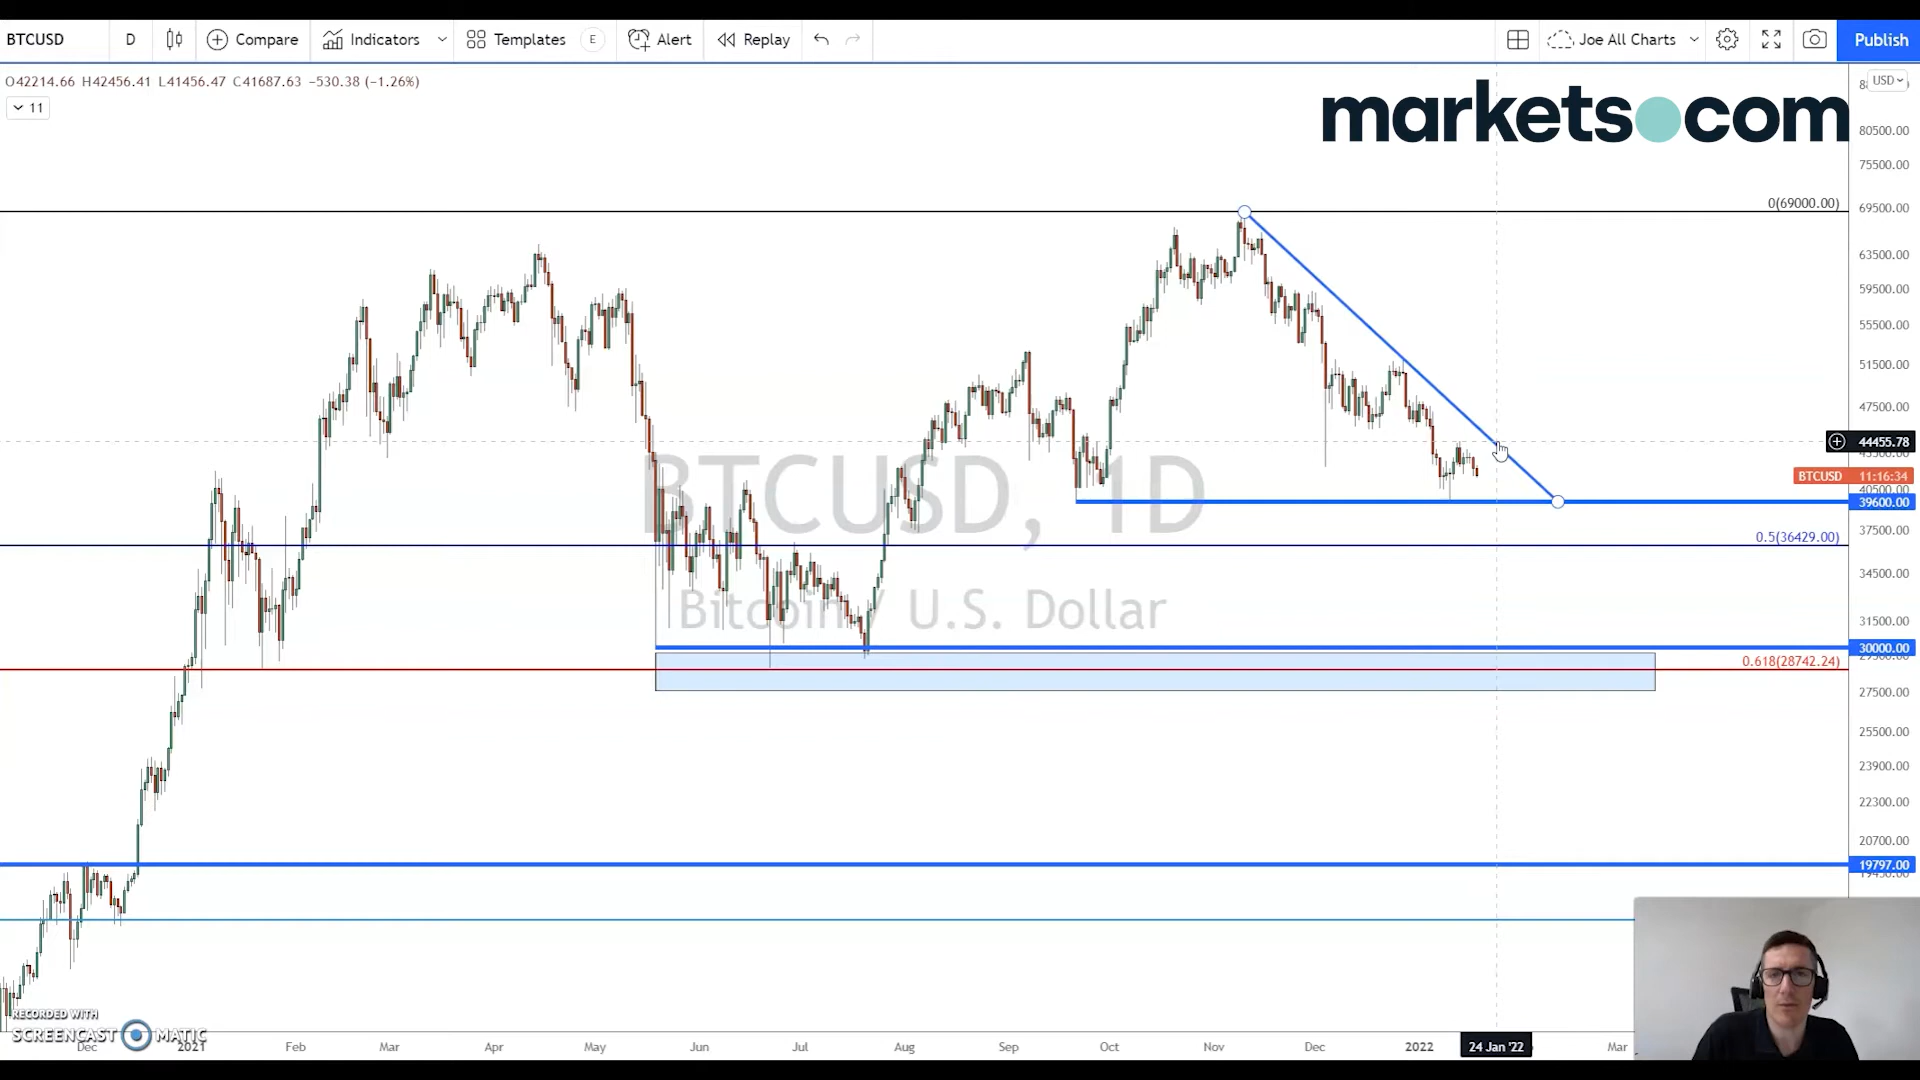 BTCUSD D Compare Indicators Templates E Alert Replay Joe All Charts Publish
O42214.66 H42456.41 L41456.47 C41687.63 −530.38 (−1.26%)
USD
11
markets.com
80500.00
75500.00
0(69000.00)
69500.00
63500.00
59500.00
55500.00
51500.00
47500.00
44455.78
BTCUSD 11:16:34
40500.00
39600.00
BTCUSD, 1D
37500.00
0.5(36429.00)
34500.00
Bitcoin / U.S. Dollar
31500.00
30000.00
0.618(28742.24)
27500.00
25500.00
23900.00
22300.00
20700.00
19797.00
RECORDED WITH
SCREENCAST MATIC
Dec 2021 Feb Mar Apr May Jun Jul Aug Sep Oct Nov Dec 2022 24 Jan '22 Mar